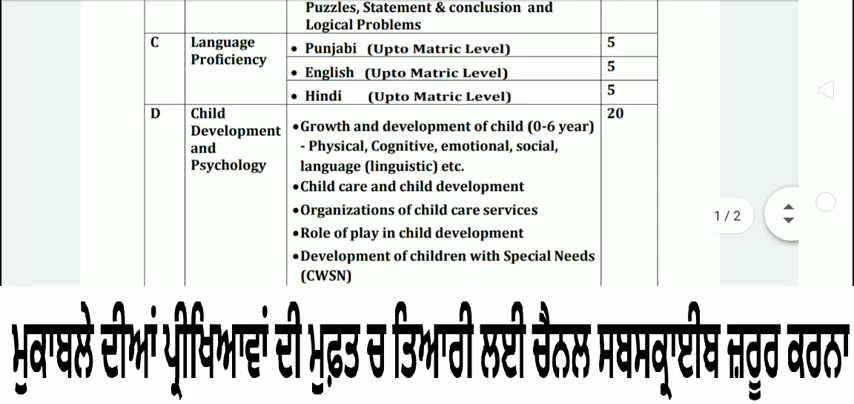 Puzzles, Statement & conclusion and
Logical Problems
C Language Proficiency
• Punjabi (Upto Matric Level) 5
• English (Upto Matric Level) 5
• Hindi (Upto Matric Level) 5
D Child Development and Psychology 20
•Growth and development of child (0-6 year)
- Physical, Cognitive, emotional, social,
language (linguistic) etc.
•Child care and child development
•Organizations of child care services
•Role of play in child development
•Development of children with Special Needs
(CWSN)
1 / 2
ਮੁਕਾਬਲੇ ਦੀਆਂ ਪ੍ਰੀਖਿਆਵਾਂ ਦੀ ਮੁਫ਼ਤ ਚ ਤਿਆਰੀ ਲਈ ਚੈਨਲ ਸਬਸਕ੍ਰਾਈਬ ਜ਼ਰੂਰ ਕਰਨਾ